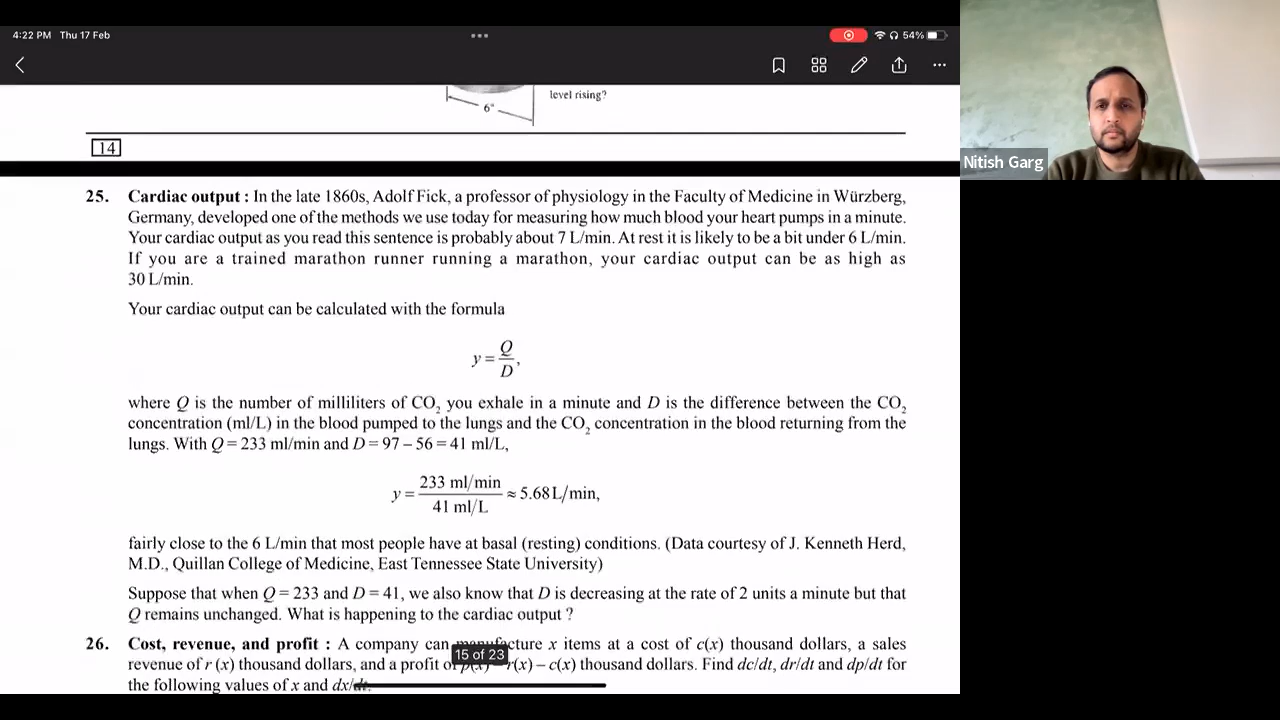 4:22 PM Thu 17 Feb
54%
level rising?
6"
14
25. Cardiac output : In the late 1860s, Adolf Fick, a professor of physiology in the Faculty of Medicine in Würzberg,
Germany, developed one of the methods we use today for measuring how much blood your heart pumps in a minute.
Your cardiac output as you read this sentence is probably about 7 L/min. At rest it is likely to be a bit under 6 L/min.
If you are a trained marathon runner running a marathon, your cardiac output can be as high as
30 L/min.
Your cardiac output can be calculated with the formula
y = Q/D,
where Q is the number of milliliters of CO₂ you exhale in a minute and D is the difference between the CO₂
concentration (ml/L) in the blood pumped to the lungs and the CO₂ concentration in the blood returning from the
lungs. With Q = 233 ml/min and D = 97 – 56 = 41 ml/L,
y = 233 ml/min / 41 ml/L ≈ 5.68 L/min,
fairly close to the 6 L/min that most people have at basal (resting) conditions. (Data courtesy of J. Kenneth Herd,
M.D., Quillan College of Medicine, East Tennessee State University)
Suppose that when Q = 233 and D = 41, we also know that D is decreasing at the rate of 2 units a minute but that
Q remains unchanged. What is happening to the cardiac output ?
26. Cost, revenue, and profit : A company can manufacture x items at a cost of c(x) thousand dollars, a sales
revenue of r (x) thousand dollars, and a profit of p(x) r(x) – c(x) thousand dollars. Find dc/dt, dr/dt and dp/dt for
the following values of x and dx/dt.
15 of 23
Nitish Garg